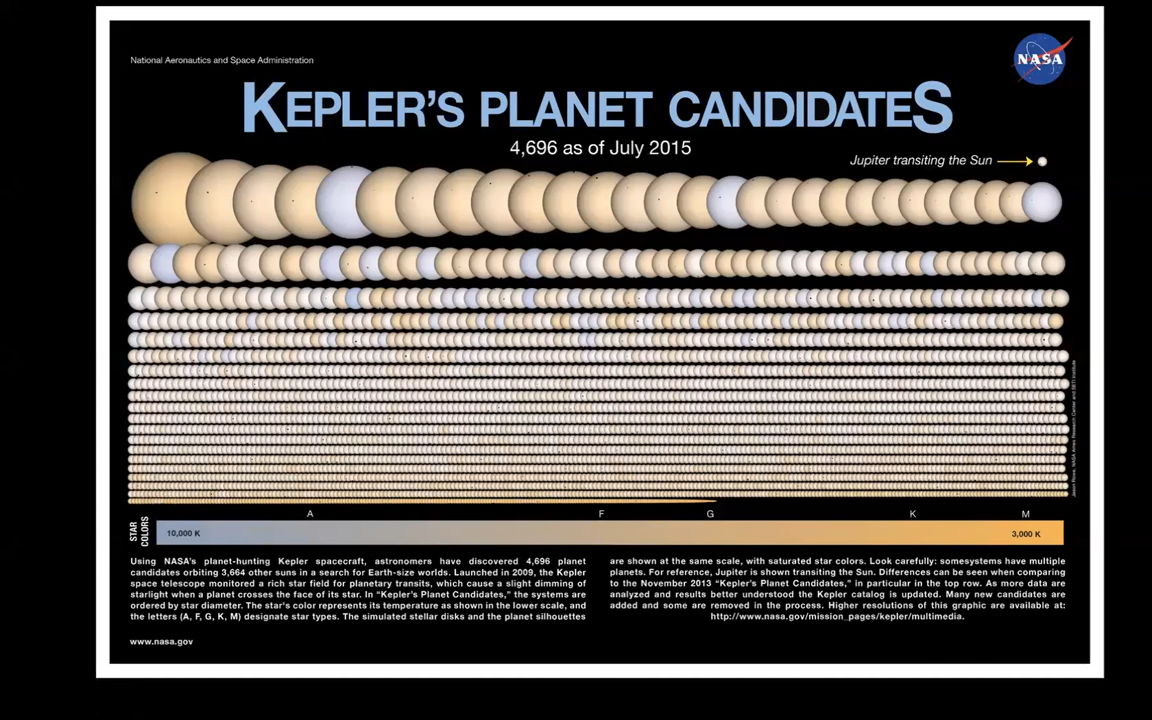 National Aeronautics and Space Administration
NASA
KEPLER'S PLANET CANDIDATES
4,696 as of July 2015
Jupiter transiting the Sun
Jason Rowe: NASA Ames Research Center and SETI Institute
A F G K M
STAR COLORS
10,000 K
3,000 K
Using NASA's planet-hunting Kepler spacecraft, astronomers have discovered 4,696 planet
candidates orbiting 3,664 other suns in a search for Earth-size worlds. Launched in 2009, the Kepler
space telescope monitored a rich star field for planetary transits, which cause a slight dimming of
starlight when a planet crosses the face of its star. In “Kepler's Planet Candidates,” the systems are
ordered by star diameter. The star's color represents its temperature as shown in the lower scale, and
the letters (A, F, G, K, M) designate star types. The simulated stellar disks and the planet silhouettes
are shown at the same scale, with saturated star colors. Look carefully: somesystems have multiple
planets. For reference, Jupiter is shown transiting the Sun. Differences can be seen when comparing
to the November 2013 “Kepler's Planet Candidates,” in particular in the top row. As more data are
analyzed and results better understood the Kepler catalog is updated. Many new candidates are
added and some are removed in the process. Higher resolutions of this graphic are available at:
http://www.nasa.gov/mission_pages/kepler/multimedia.
www.nasa.gov